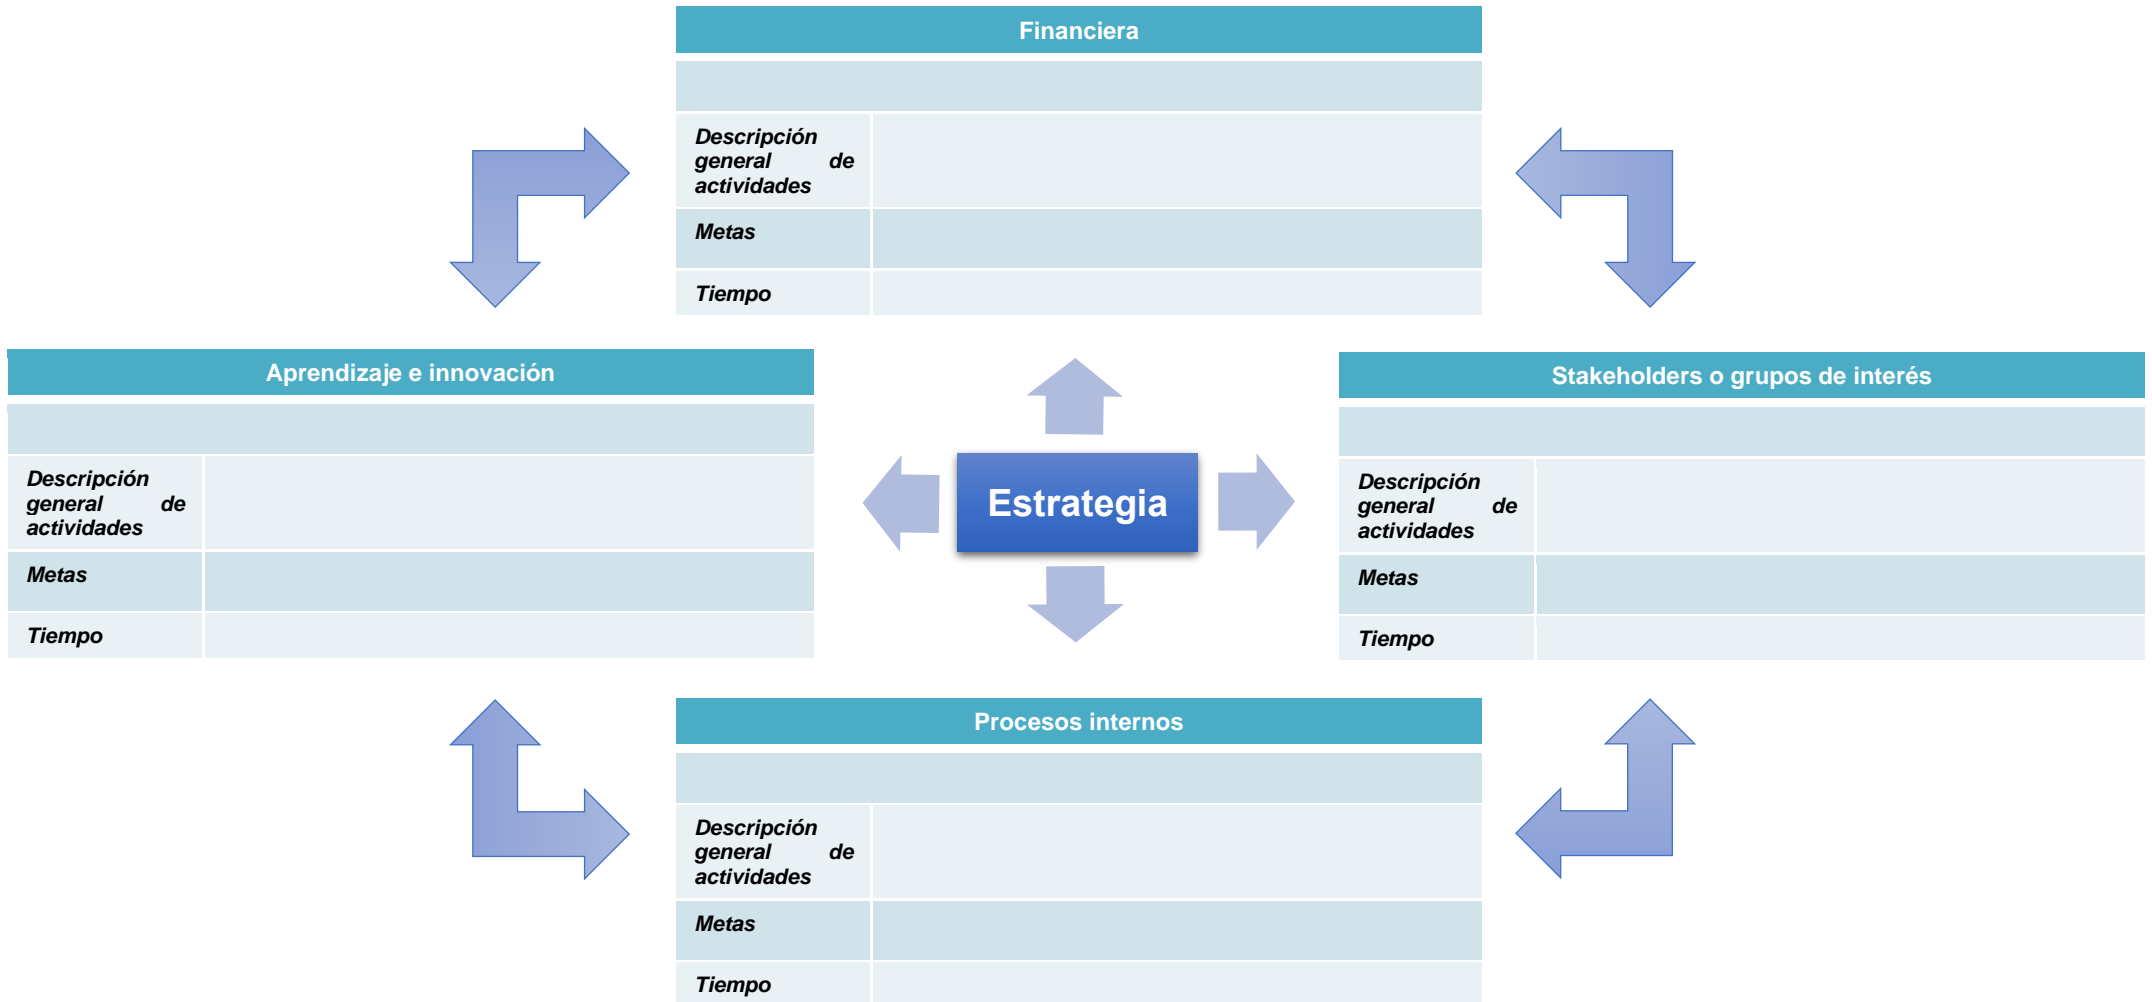 Financiera
Descripción
general de
actividades
Metas
Tiempo
Aprendizaje e innovación
Descripción
general de
actividades
Metas
Tiempo
Estrategia
Stakeholders o grupos de interés
Descripción
general de
actividades
Metas
Tiempo
Procesos internos
Descripción
general de
actividades
Metas
Tiempo